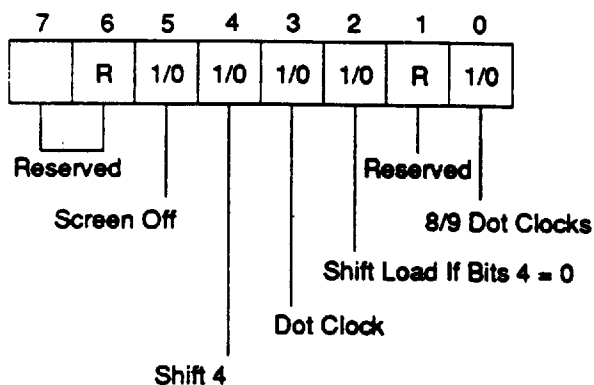 7 6 5 4 3 2 1 0
R 1/0 1/0 1/0 1/0 R 1/0
Reserved Reserved
Screen Off 8/9 Dot Clocks
Shift Load If Bits 4 = 0
Dot Clock
Shift 4